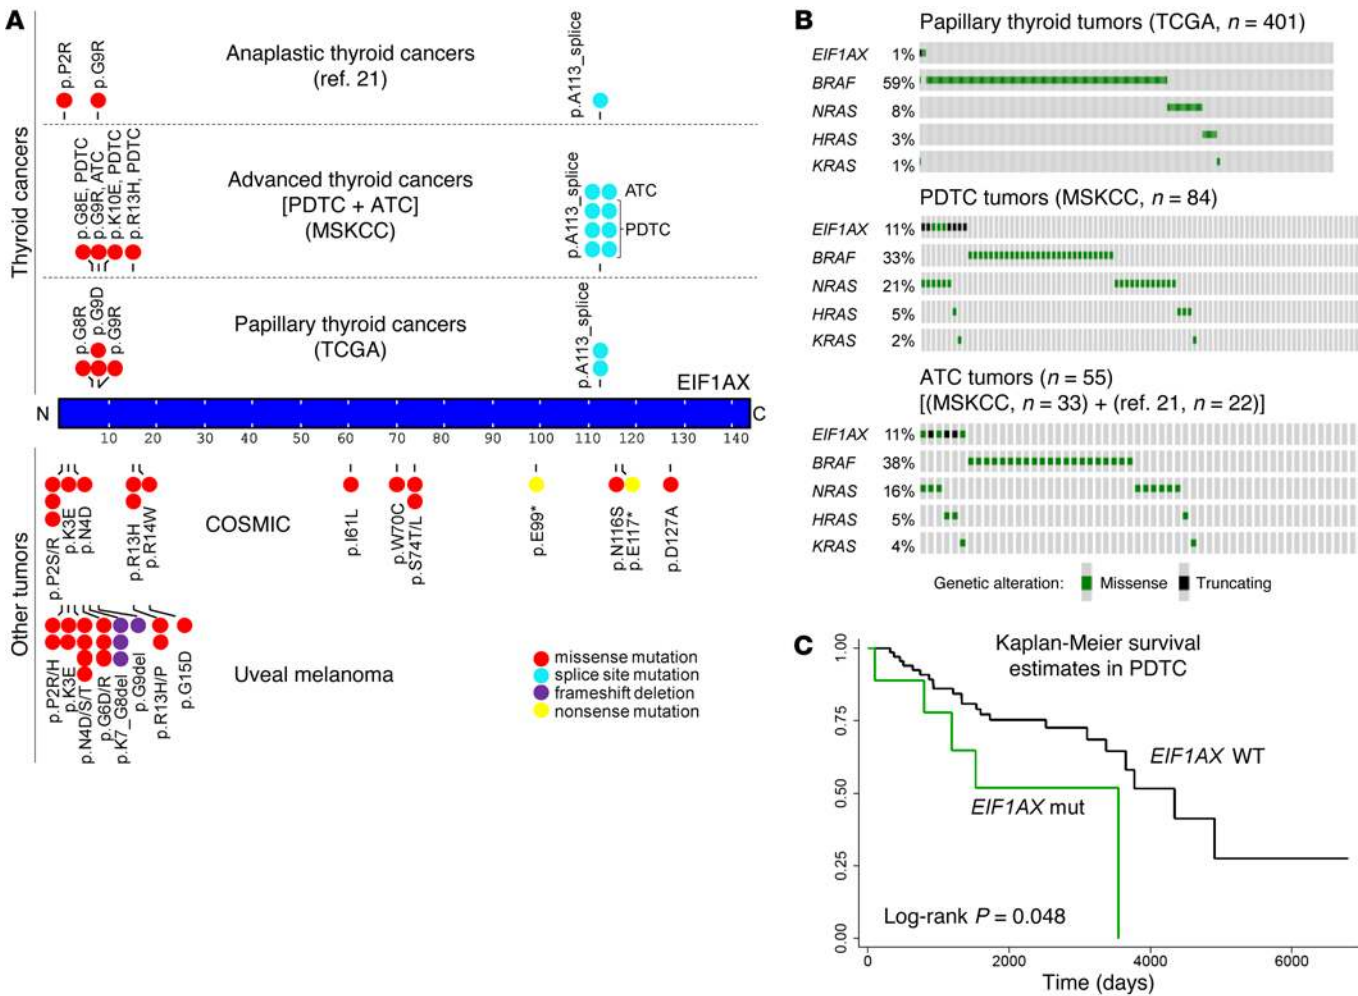 A
Thyroid cancers
p.P2R
p.G9R
Anaplastic thyroid cancers
(ref. 21)
p.A113_splice
p.G8E, PDTC
p.G9R, ATC
p.K10E, PDTC
p.R13H, PDTC
Advanced thyroid cancers
[PDTC + ATC]
(MSKCC)
p.A113_splice
p.A113_splice
ATC
PDTC
p.G8R
p.G9D
p.G9R
Papillary thyroid cancers
(TCGA)
p.A113_splice
EIF1AX
N
C
10 20 30 40 50 60 70 80 90 100 110 120 130 140
Other tumors
p.P2S/R
p.K3E
p.N4D
p.R13H
p.R14W
COSMIC
p.I61L
p.W70C
p.S74T/L
p.E99*
p.N116S
p.E117*
p.D127A
p.P2R/H
p.K3E
p.N4D/S/T
p.G6D/R
p.K7_G8del
p.G9del
p.R13H/P
p.G15D
Uveal melanoma
missense mutation
splice site mutation
frameshift deletion
nonsense mutation
B
Papillary thyroid tumors (TCGA, n = 401)
EIF1AX 1%
BRAF 59%
NRAS 8%
HRAS 3%
KRAS 1%
PDTC tumors (MSKCC, n = 84)
EIF1AX 11%
BRAF 33%
NRAS 21%
HRAS 5%
KRAS 2%
ATC tumors (n = 55)
[(MSKCC, n = 33) + (ref. 21, n = 22)]
EIF1AX 11%
BRAF 38%
NRAS 16%
HRAS 5%
KRAS 4%
Genetic alteration: Missense Truncating
C
Kaplan-Meier survival
estimates in PDTC
1.00
0.75
0.50
0.25
0.00
EIF1AX WT
EIF1AX mut
Log-rank P = 0.048
0 2000 4000 6000
Time (days)